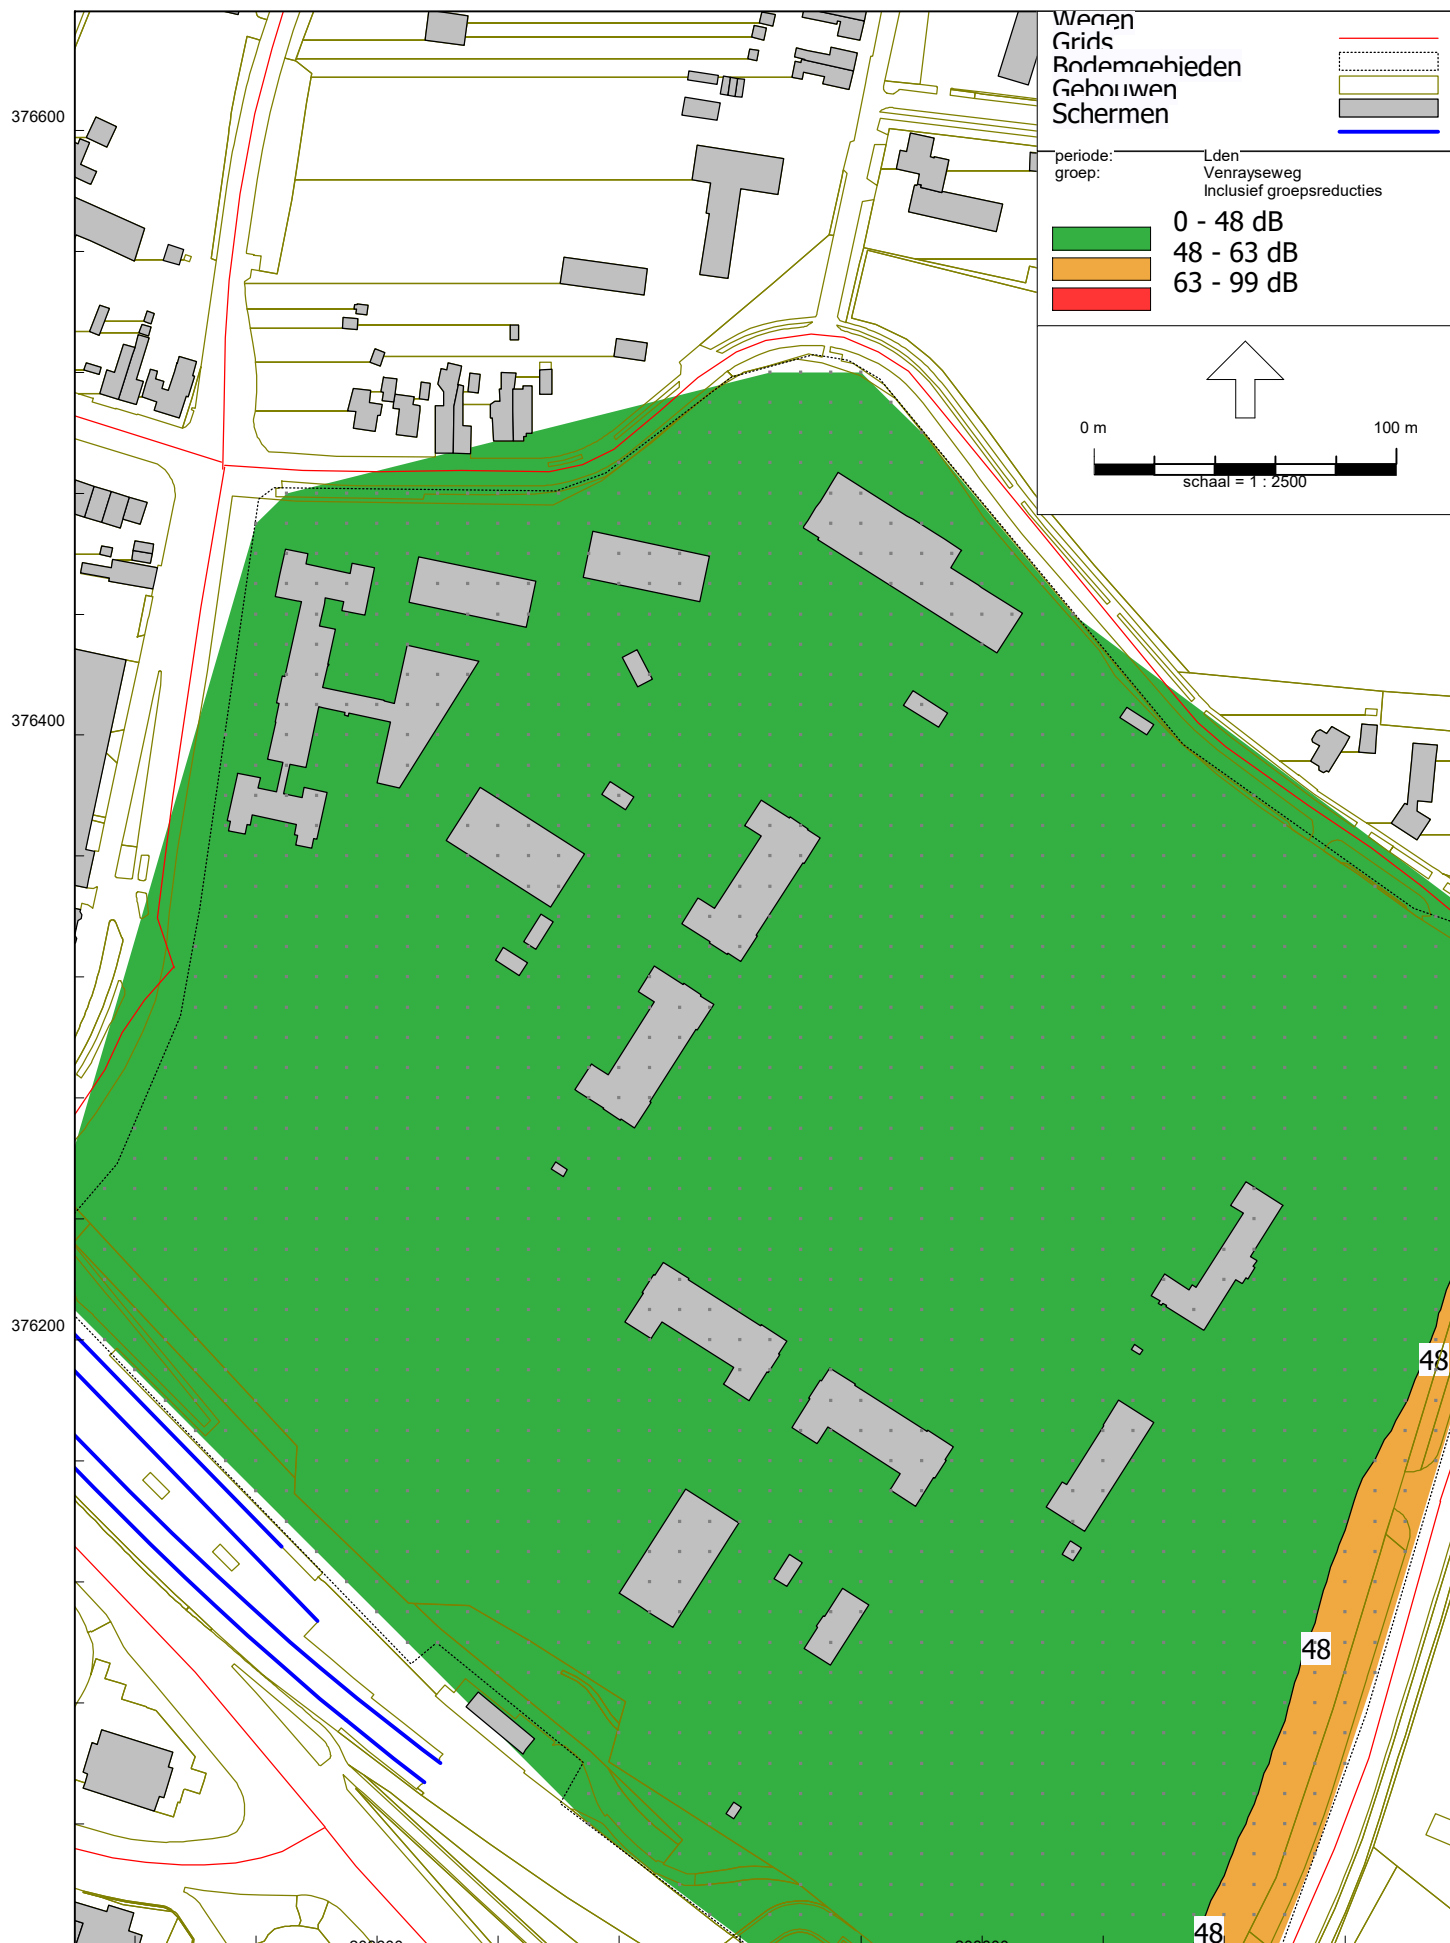 Wegen
Grids
Bodemgebieden
Gebouwen
Schermen
periode: Lden
groep: Venrayseweg
Inclusief groepsreducties
0 - 48 dB
48 - 63 dB
63 - 99 dB
0 m 100 m
schaal = 1 : 2500
376600
376400
376200
48
48
48